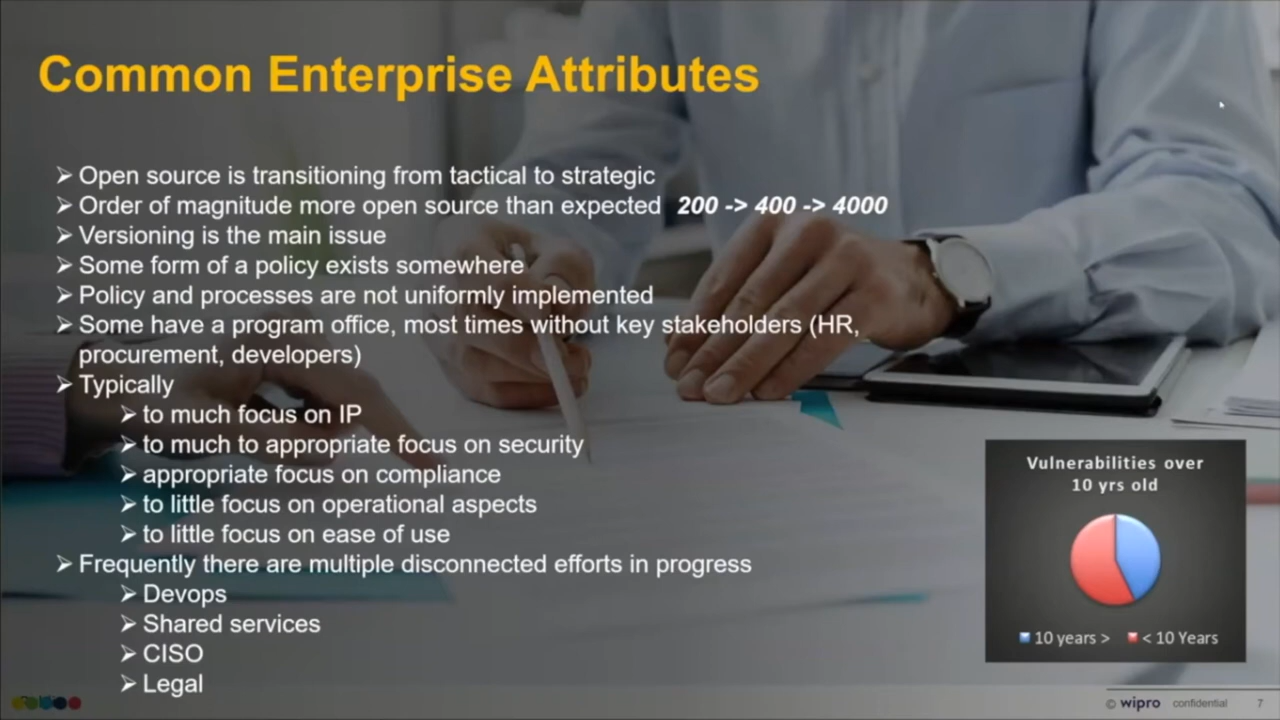 Common Enterprise Attributes
➢ Open source is transitioning from tactical to strategic
➢ Order of magnitude more open source than expected 200 -> 400 -> 4000
➢ Versioning is the main issue
➢ Some form of a policy exists somewhere
➢ Policy and processes are not uniformly implemented
➢ Some have a program office, most times without key stakeholders (HR,
procurement, developers)
➢ Typically
➢ to much focus on IP
➢ to much to appropriate focus on security
➢ appropriate focus on compliance
➢ to little focus on operational aspects
➢ to little focus on ease of use
➢ Frequently there are multiple disconnected efforts in progress
➢ Devops
➢ Shared services
➢ CISO
➢ Legal
Vulnerabilities over
10 yrs old
10 years > < 10 Years
© wipro confidential 7